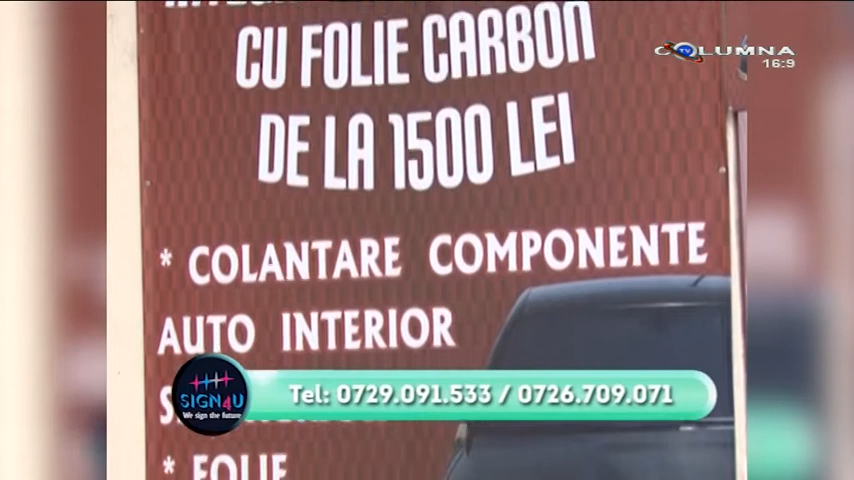 CU FOLIE CARBON
DE LA 1500 LEI
* COLANTARE COMPONENTE
AUTO INTERIOR
* FOLIE
SIGN4U
We sign the future
Tel: 0729.091.533 / 0726.709.071
COLUMNA
TV
16:9